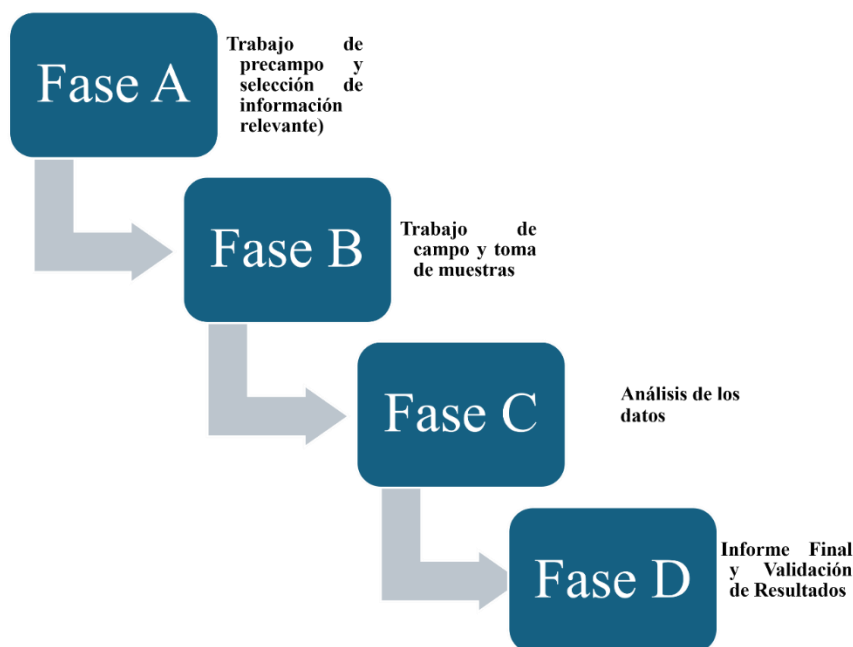 Fase A
Trabajo de
precampo y
selección de
información
relevante)
Fase B
Trabajo de
campo y toma
de muestras
Fase C
Análisis de los
datos
Fase D
Informe Final
y Validación
de Resultados